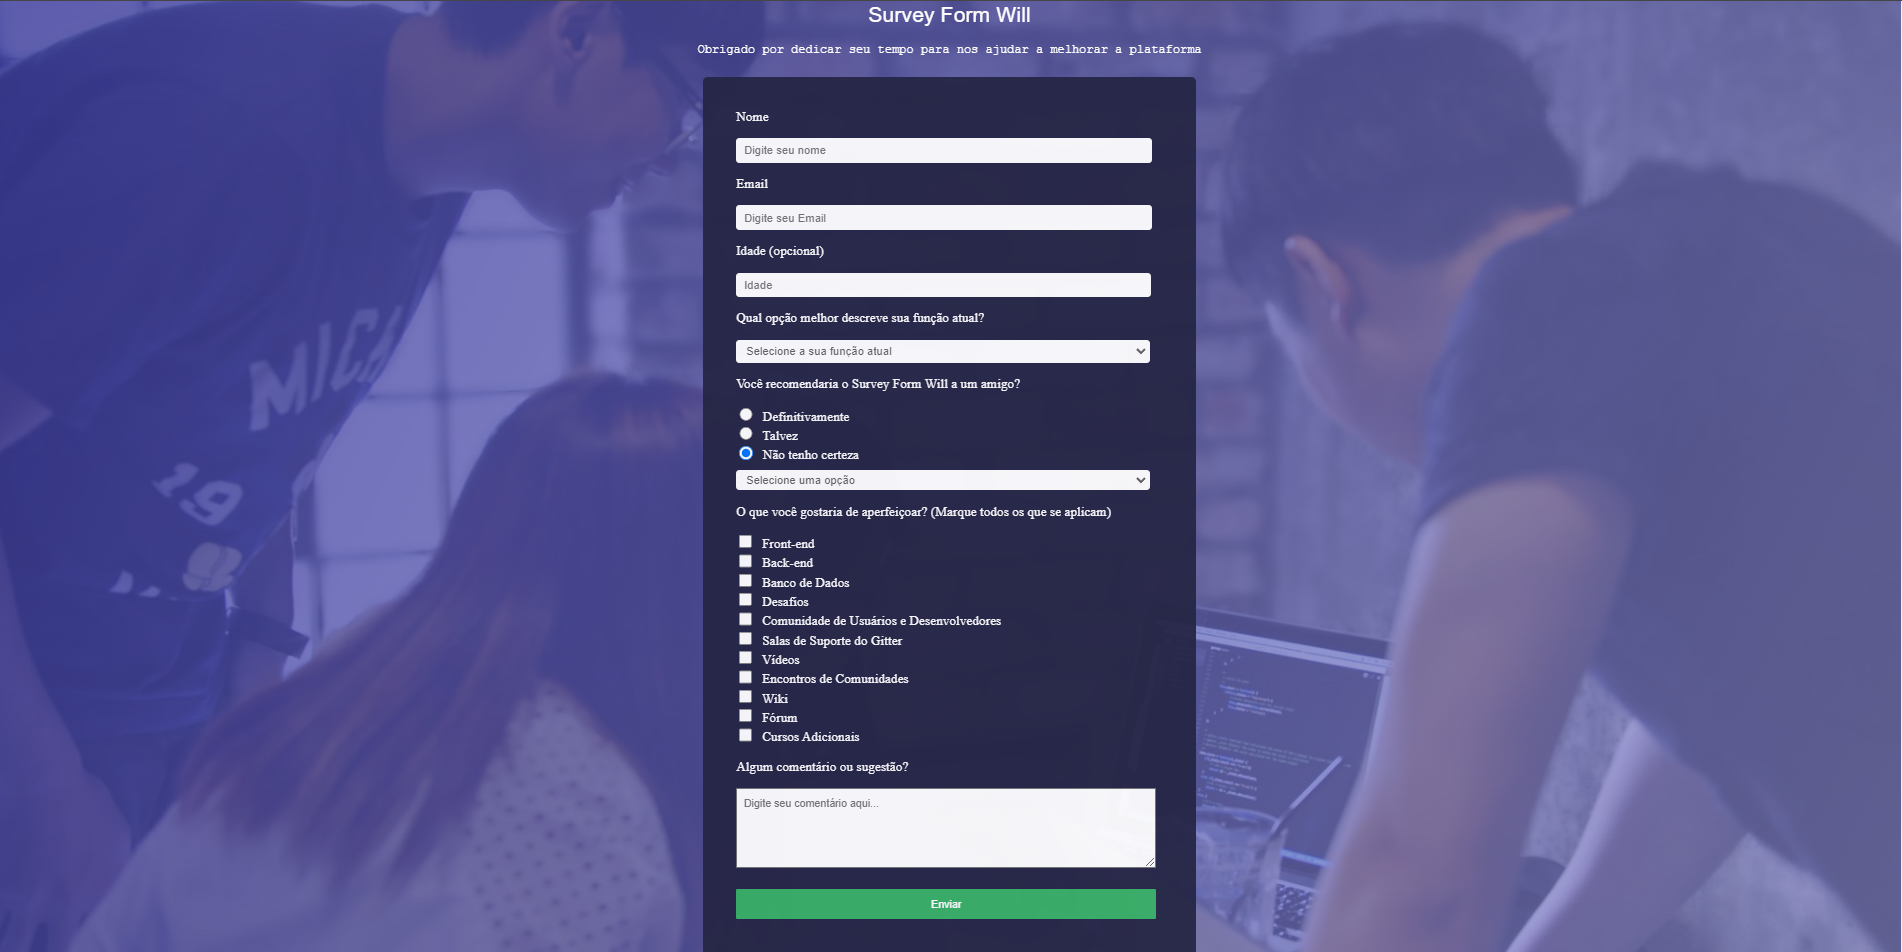 Survey Form Will
Obrigado por dedicar seu tempo para nos ajudar a melhorar a plataforma
Nome
Digite seu nome
Email
Digite seu Email
Idade (opcional)
Idade
Qual opção melhor descreve sua função atual?
Selecione a sua função atual
Você recomendaria o Survey Form Will a um amigo?
Definitivamente
Talvez
Não tenho certeza
Selecione uma opção
O que você gostaria de aperfeiçoar? (Marque todos os que se aplicam)
Front-end
Back-end
Banco de Dados
Desafios
Comunidade de Usuários e Desenvolvedores
Salas de Suporte do Gitter
Vídeos
Encontros de Comunidades
Wiki
Fórum
Cursos Adicionais
Algum comentário ou sugestão?
Digite seu comentário aqui...
Enviar
MICH
19